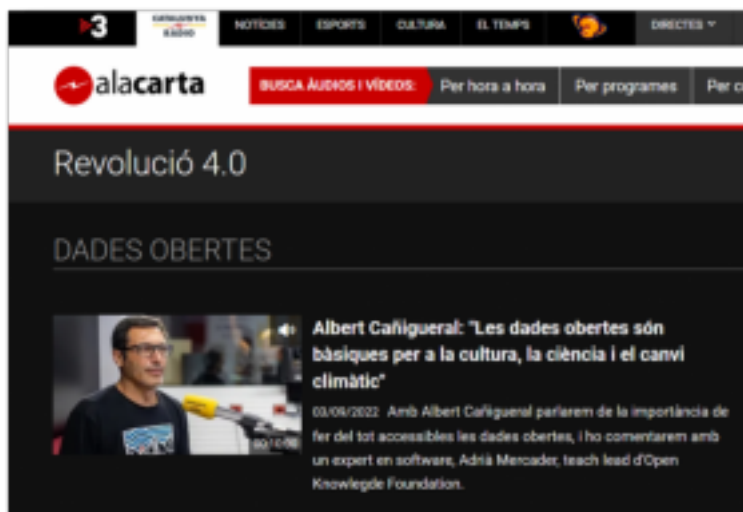 3 CATALUNYA RÀDIO NOTÍCIES ESPORTS CULTURA EL TEMPS DIRECTES
alacarta BUSCA ÀUDIOS I VÍDEOS: Per hora a hora Per programes Per
Revolució 4.0
DADES OBERTES
Albert Cañigueral: "Les dades obertes són
bàsiques per a la cultura, la ciència i el canvi
climàtic"
03/09/2022 Amb Albert Cañigueral parlarem de la importància de
fer del tot accessibles les dades obertes, i ho comentarem amb
un expert en software, Adrià Mercader, teach lead d'Open
Knowlegde Foundation.